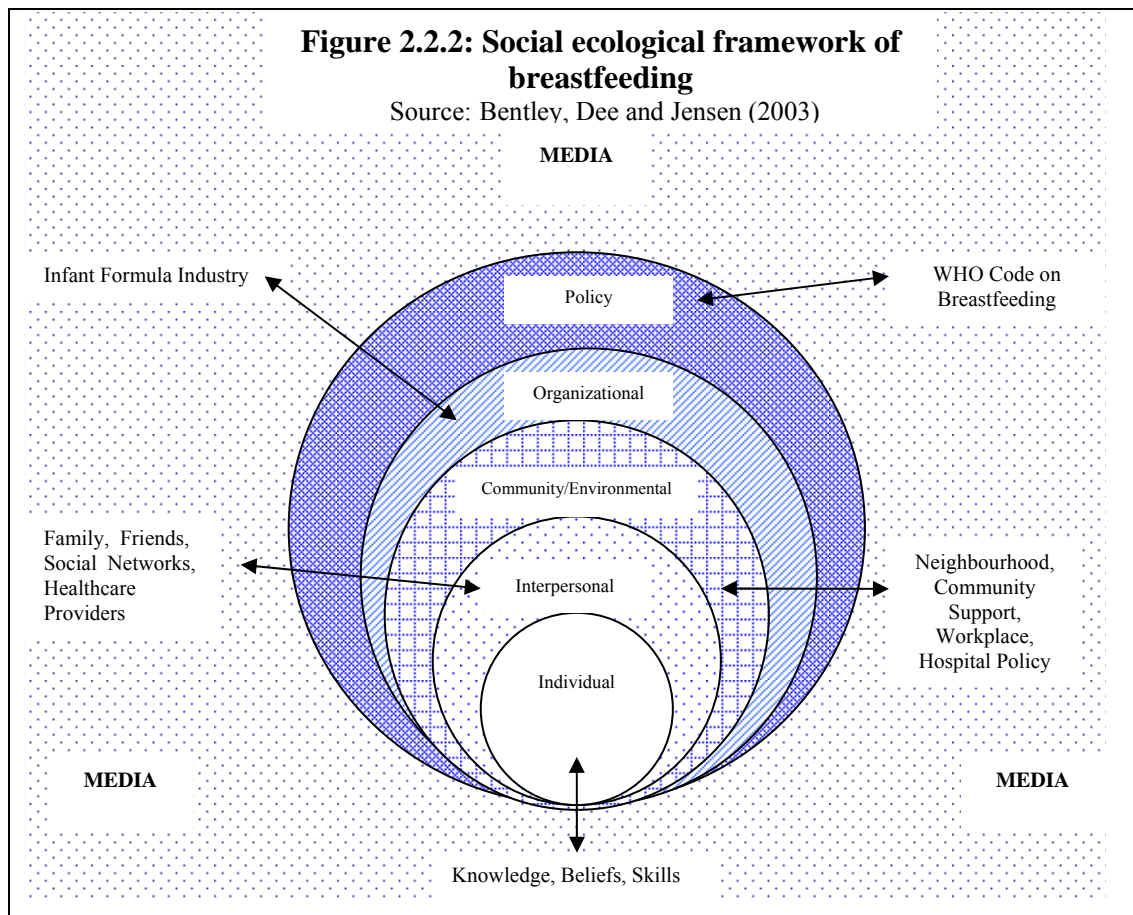 Figure 2.2.2: Social ecological framework of
breastfeeding
Source: Bentley, Dee and Jensen (2003)
MEDIA
Infant Formula Industry
WHO Code on
Breastfeeding
Policy
Organizational
Community/Environmental
Family, Friends,
Social Networks,
Healthcare
Providers
Interpersonal
Neighbourhood,
Community
Support,
Workplace,
Hospital Policy
Individual
MEDIA
MEDIA
Knowledge, Beliefs, Skills